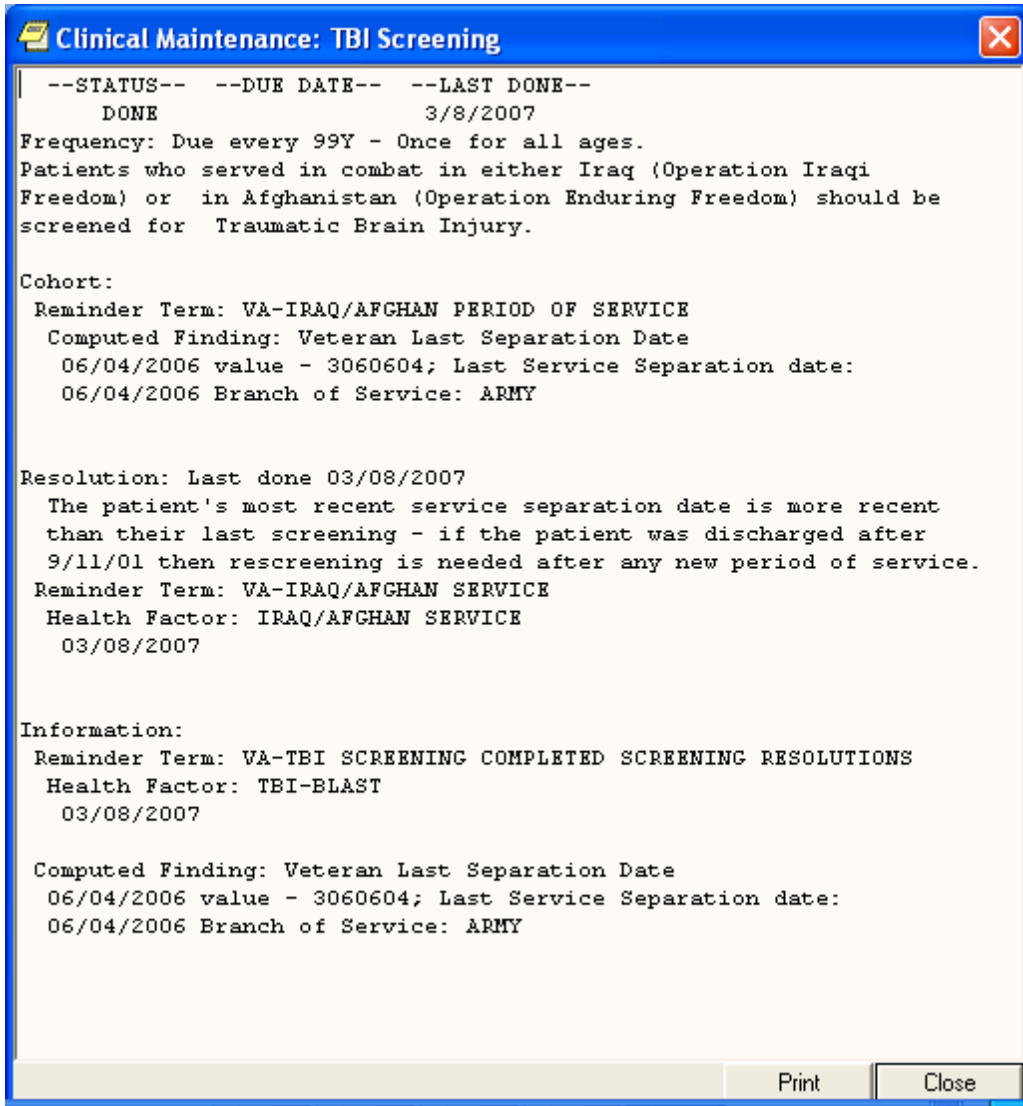 Clinical Maintenance: TBI Screening
--STATUS-- --DUE DATE-- --LAST DONE--
DONE 3/8/2007
Frequency: Due every 99Y - Once for all ages.
Patients who served in combat in either Iraq (Operation Iraqi
Freedom) or in Afghanistan (Operation Enduring Freedom) should be
screened for Traumatic Brain Injury.
Cohort:
Reminder Term: VA-IRAQ/AFGHAN PERIOD OF SERVICE
Computed Finding: Veteran Last Separation Date
06/04/2006 value - 3060604; Last Service Separation date:
06/04/2006 Branch of Service: ARMY
Resolution: Last done 03/08/2007
The patient's most recent service separation date is more recent
than their last screening - if the patient was discharged after
9/11/01 then rescreening is needed after any new period of service.
Reminder Term: VA-IRAQ/AFGHAN SERVICE
Health Factor: IRAQ/AFGHAN SERVICE
03/08/2007
Information:
Reminder Term: VA-TBI SCREENING COMPLETED SCREENING RESOLUTIONS
Health Factor: TBI-BLAST
03/08/2007
Computed Finding: Veteran Last Separation Date
06/04/2006 value - 3060604; Last Service Separation date:
06/04/2006 Branch of Service: ARMY
Print Close